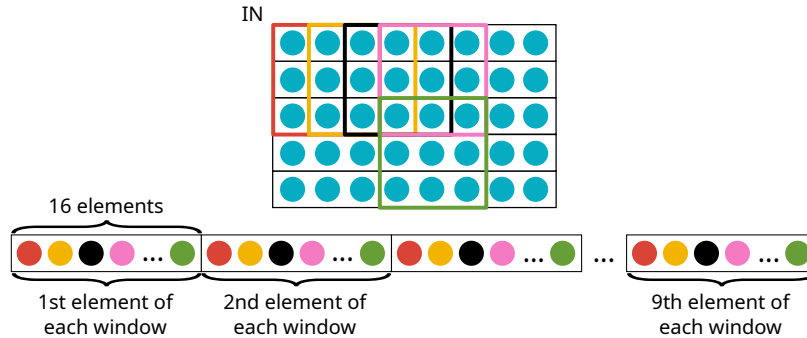 IN
16 elements
... ... ... ... ...
1st element of
each window
2nd element of
each window
9th element of
each window